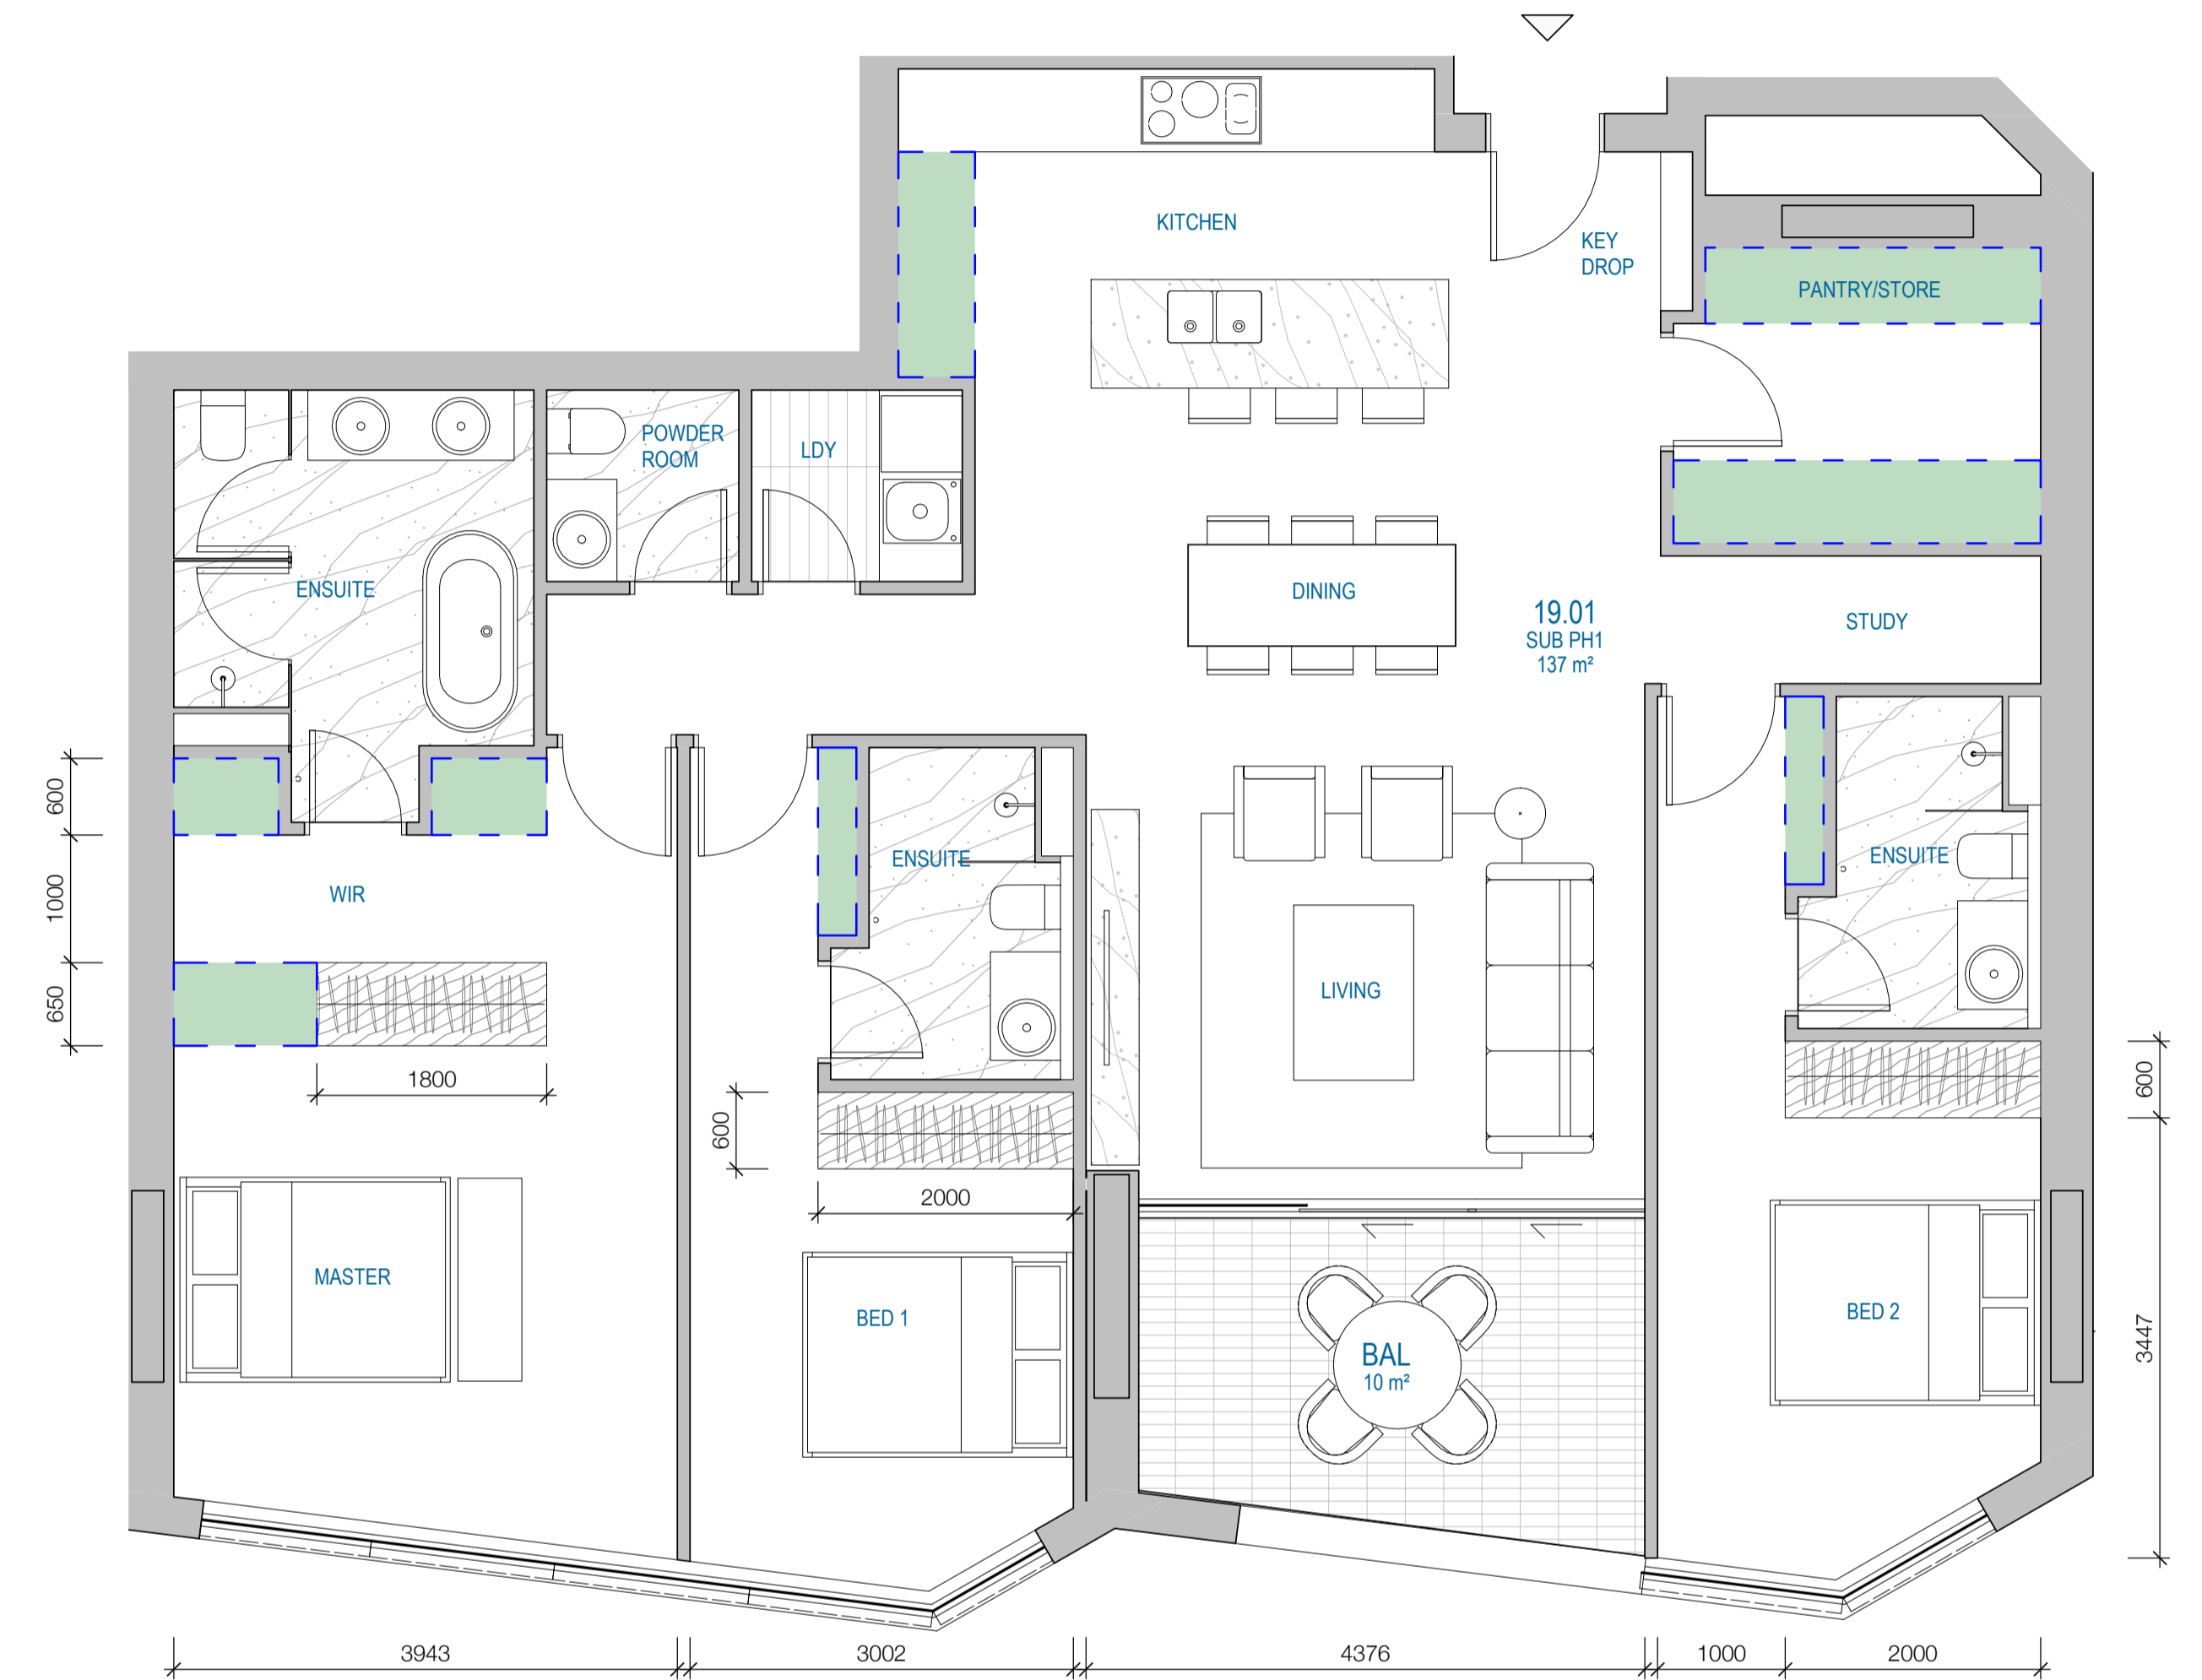 KITCHEN
KEY
DROP
PANTRY/STORE
POWDER
ROOM
LDY
ENSUITE
DINING
19.01
SUB PH1
137 m²
STUDY
600
1000
650
WIR
ENSUITE
ENSUITE
LIVING
1800
600
2000
600
3447
MASTER
BED 1
BAL
10 m²
BED 2
3943
3002
4376
1000
2000